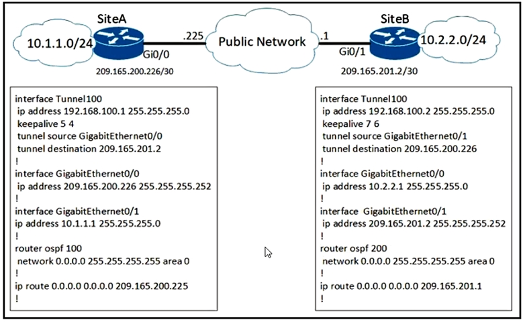 SiteA
SiteB
10.1.1.0/24
.225
Public Network
.1
10.2.2.0/24
Gi0/0
Gi0/1
209.165.200.226/30
209.165.201.2/30
interface Tunnel100
ip address 192.168.100.1 255.255.255.0
keepalive 5 4
tunnel source GigabitEthernet0/0
tunnel destination 209.165.201.2
!
interface GigabitEthernet0/0
ip address 209.165.200.226 255.255.255.252
!
interface GigabitEthernet0/1
ip address 10.1.1.1 255.255.255.0
!
router ospf 100
network 0.0.0.0 255.255.255.255 area 0
!
ip route 0.0.0.0 0.0.0.0 209.165.200.225
!
interface Tunnel100
ip address 192.168.100.2 255.255.255.0
keepalive 7 6
tunnel source GigabitEthernet0/1
tunnel destination 209.165.200.226
!
interface GigabitEthernet0/0
ip address 10.2.2.1 255.255.255.0
!
interface GigabitEthernet0/1
ip address 209.165.201.2 255.255.255.252
!
router ospf 200
network 0.0.0.0 255.255.255.255 area 0
!
ip route 0.0.0.0 0.0.0.0 209.165.201.1
!